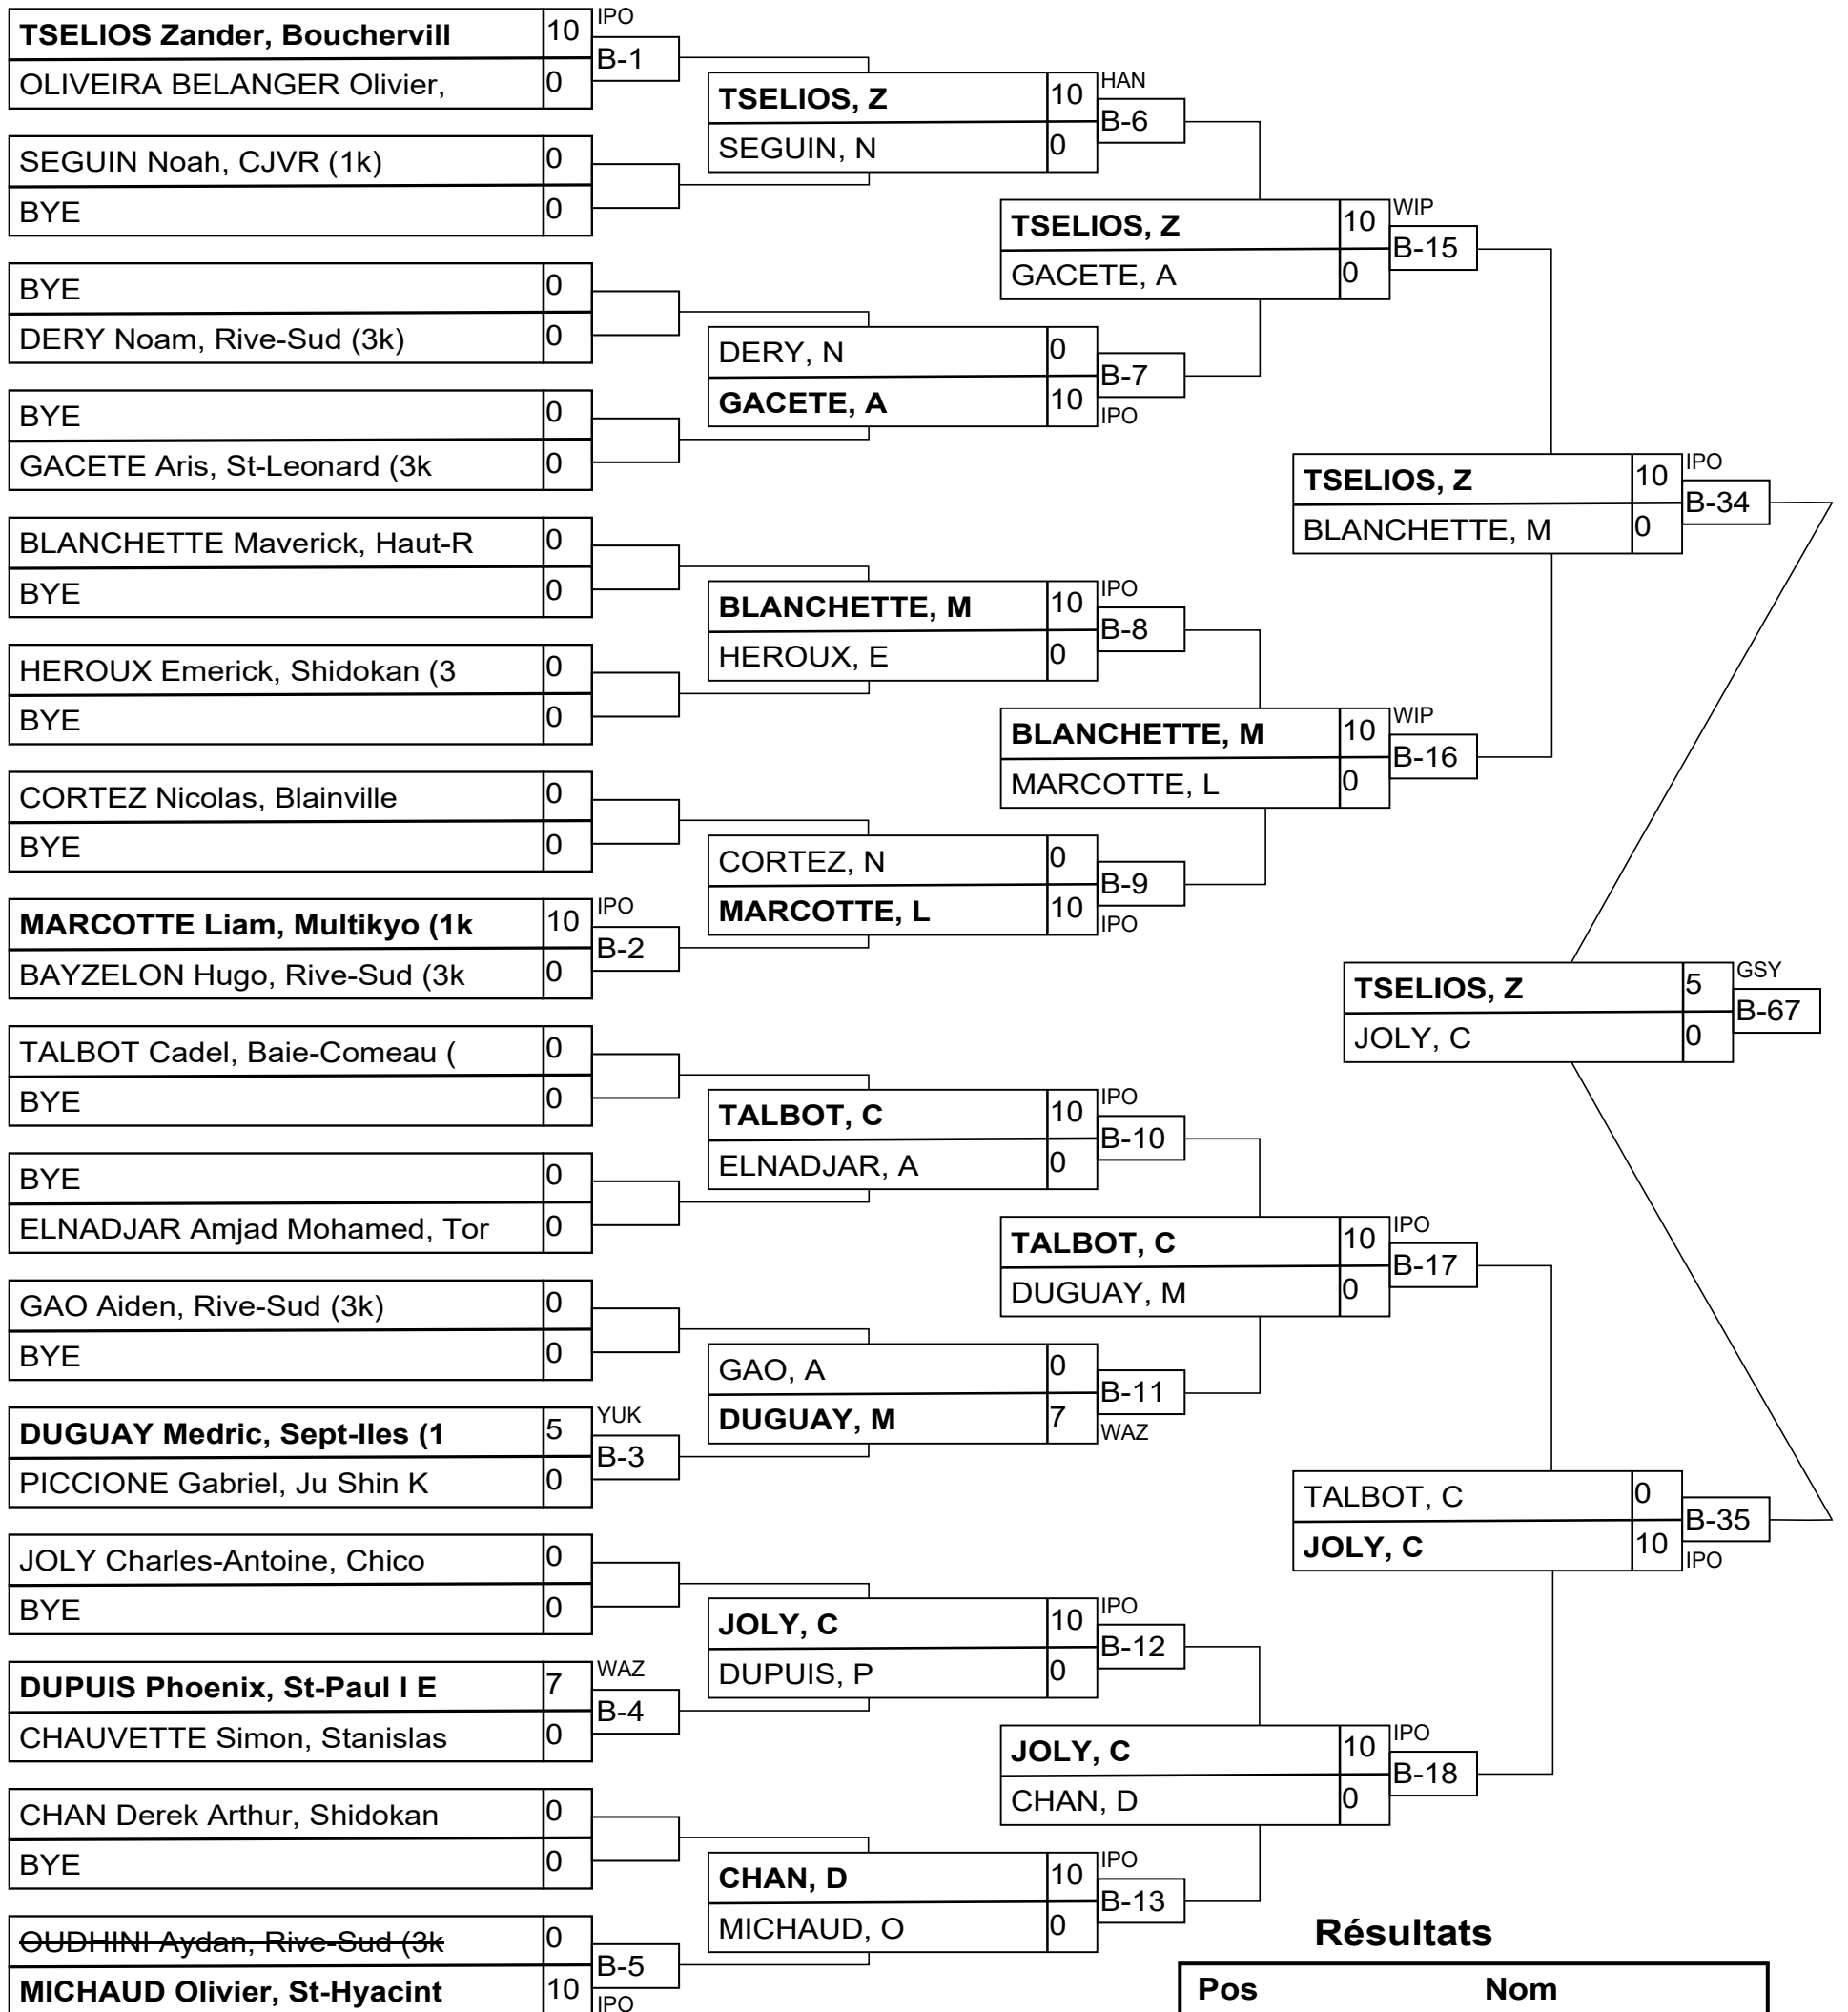 TSELIOS Zander, Bouchervill 10 IPO
OLIVEIRA BELANGER Olivier, 0 B-1
SEGUIN Noah, CJVR (1k) 0
BYE 0
BYE 0
DERY Noam, Rive-Sud (3k) 0
BYE 0
GACETE Aris, St-Leonard (3k 0
BLANCHETTE Maverick, Haut-R 0
BYE 0
HEROUX Emerick, Shidokan (3 0
BYE 0
CORTEZ Nicolas, Blainville 0
BYE 0
MARCOTTE Liam, Multikyo (1k 10 IPO
BAYZELON Hugo, Rive-Sud (3k 0 B-2
TALBOT Cadel, Baie-Comeau ( 0
BYE 0
BYE 0
ELNADJAR Amjad Mohamed, Tor 0
GAO Aiden, Rive-Sud (3k) 0
BYE 0
DUGUAY Medric, Sept-Iles (1 5 YUK
PICCIONE Gabriel, Ju Shin K 0 B-3
JOLY Charles-Antoine, Chico 0
BYE 0
DUPUIS Phoenix, St-Paul l E 7 WAZ
CHAUVETTE Simon, Stanislas 0 B-4
CHAN Derek Arthur, Shidokan 0
BYE 0
OUDHINI Aydan, Rive-Sud (3k 0 B-5
MICHAUD Olivier, St-Hyacint 10 IPO
TSELIOS, Z 10 HAN
SEGUIN, N 0 B-6
DERY, N 0 B-7
GACETE, A 10 IPO
BLANCHETTE, M 10 IPO
HEROUX, E 0 B-8
CORTEZ, N 0 B-9
MARCOTTE, L 10 IPO
TALBOT, C 10 IPO
ELNADJAR, A 0 B-10
GAO, A 0 B-11
DUGUAY, M 7 WAZ
JOLY, C 10 IPO
DUPUIS, P 0 B-12
CHAN, D 10 IPO
MICHAUD, O 0 B-13
TSELIOS, Z 10 WIP
GACETE, A 0 B-15
BLANCHETTE, M 10 WIP
MARCOTTE, L 0 B-16
TALBOT, C 10 IPO
DUGUAY, M 0 B-17
JOLY, C 10 IPO
CHAN, D 0 B-18
TSELIOS, Z 10 IPO
BLANCHETTE, M 0 B-34
TALBOT, C 0 B-35
JOLY, C 10 IPO
TSELIOS, Z 5 GSY
JOLY, C 0 B-67
Résultats
Pos Nom